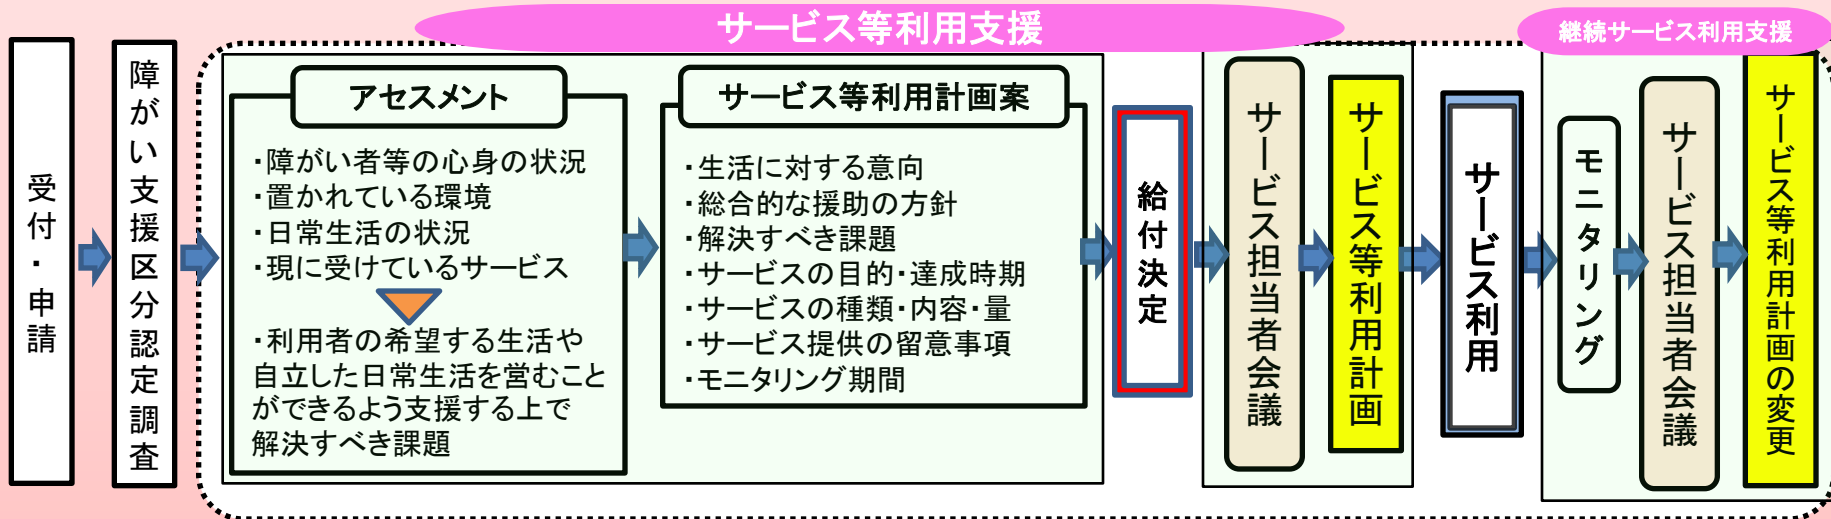 サービス等利用支援
継続サービス利用支援
受付・申請
障がい支援区分認定調査
アセスメント
・障がい者等の心身の状況
・置かれている環境
・日常生活の状況
・現に受けているサービス
・利用者の希望する生活や
自立した日常生活を営むこと
ができるよう支援する上で
解決すべき課題
サービス等利用計画案
・生活に対する意向
・総合的な援助の方針
・解決すべき課題
・サービスの目的・達成時期
・サービスの種類・内容・量
・サービス提供の留意事項
・モニタリング期間
給付決定
サービス担当者会議
サービス等利用計画
サービス利用
モニタリング
サービス担当者会議
サービス等利用計画の変更